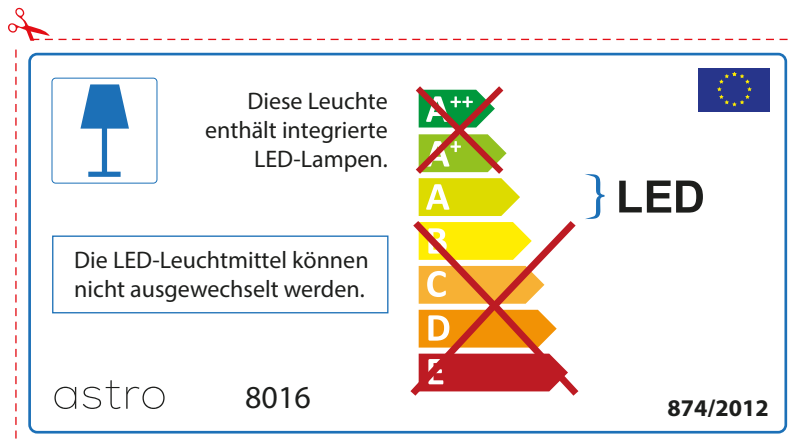 Diese Leuchte
enthält integrierte
LED-Lampen.
A++
A+
A
B
C
D
E
LED
Die LED-Leuchtmittel können
nicht ausgewechselt werden.
astro
8016
874/2012